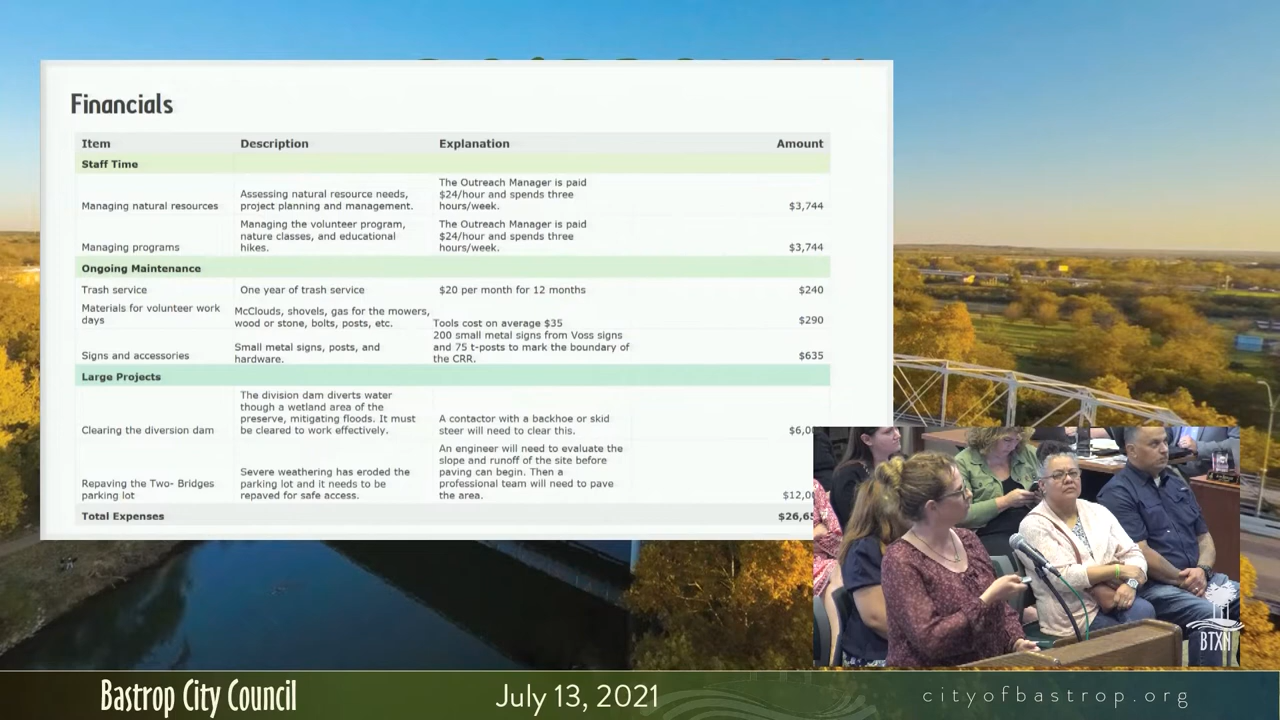 Financials
Item Description Explanation Amount
Staff Time
Managing natural resources
Assessing natural resource needs,
project planning and management.
The Outreach Manager is paid
$24/hour and spends three
hours/week.
$3,744
Managing programs
Managing the volunteer program,
nature classes, and educational
hikes.
The Outreach Manager is paid
$24/hour and spends three
hours/week.
$3,744
Ongoing Maintenance
Trash service One year of trash service $20 per month for 12 months $240
Materials for volunteer work
days
McClouds, shovels, gas for the mowers,
wood or stone, bolts, posts, etc.
Tools cost on average $35
$290
Signs and accessories
Small metal signs, posts, and
hardware.
200 small metal signs from Voss signs
and 75 t-posts to mark the boundary of
the CRR.
$635
Large Projects
Clearing the diversion dam
The division dam diverts water
though a wetland area of the
preserve, mitigating floods. It must
be cleared to work effectively.
A contactor with a backhoe or skid
steer will need to clear this.
Repaving the Two- Bridges
parking lot
Severe weathering has eroded the
parking lot and it needs to be
repaved for safe access.
An engineer will need to evaluate the
slope and runoff of the site before
paving can begin. Then a
professional team will need to pave
the area.
Total Expenses
BTXN
Bastrop City Council July 13, 2021 cityofbastrop.org